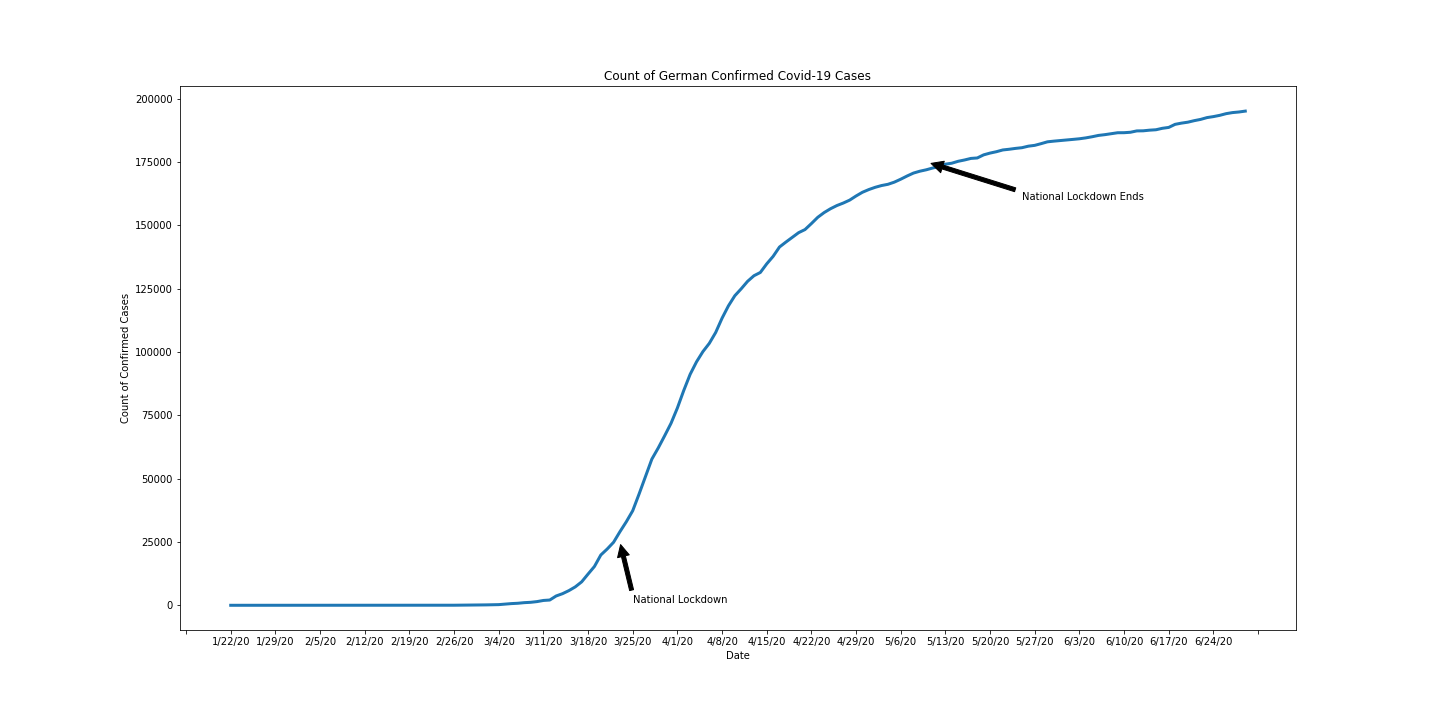 Count of German Confirmed Covid-19 Cases
200000
175000
150000
125000
100000
75000
50000
25000
0
Count of Confirmed Cases
National Lockdown Ends
National Lockdown
1/22/20 1/29/20 2/5/20 2/12/20 2/19/20 2/26/20 3/4/20 3/11/20 3/18/20 3/25/20 4/1/20 4/8/20 4/15/20 4/22/20 4/29/20 5/6/20 5/13/20 5/20/20 5/27/20 6/3/20 6/10/20 6/17/20 6/24/20
Date